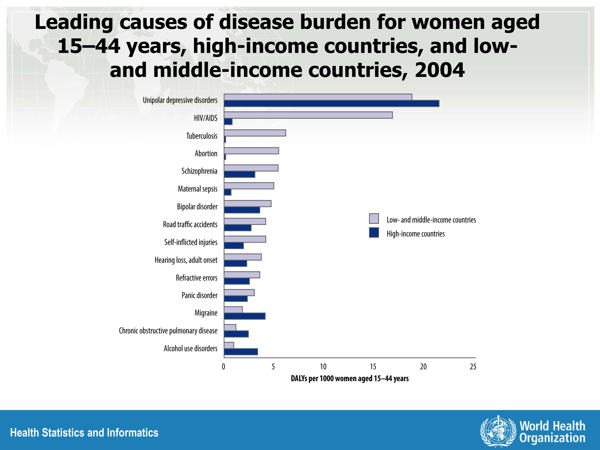 Leading causes of disease burden for women aged
15–44 years, high-income countries, and low-
and middle-income countries, 2004
Unipolar depressive disorders
HIV/AIDS
Tuberculosis
Abortion
Schizophrenia
Maternal sepsis
Bipolar disorder
Road traffic accidents
Self-inflicted injuries
Hearing loss, adult onset
Refractive errors
Panic disorder
Migraine
Chronic obstructive pulmonary disease
Alcohol use disorders
Low- and middle-income countries
High-income countries
0 5 10 15 20 25
DALYs per 1000 women aged 15–44 years
Health Statistics and Informatics
World Health
Organization